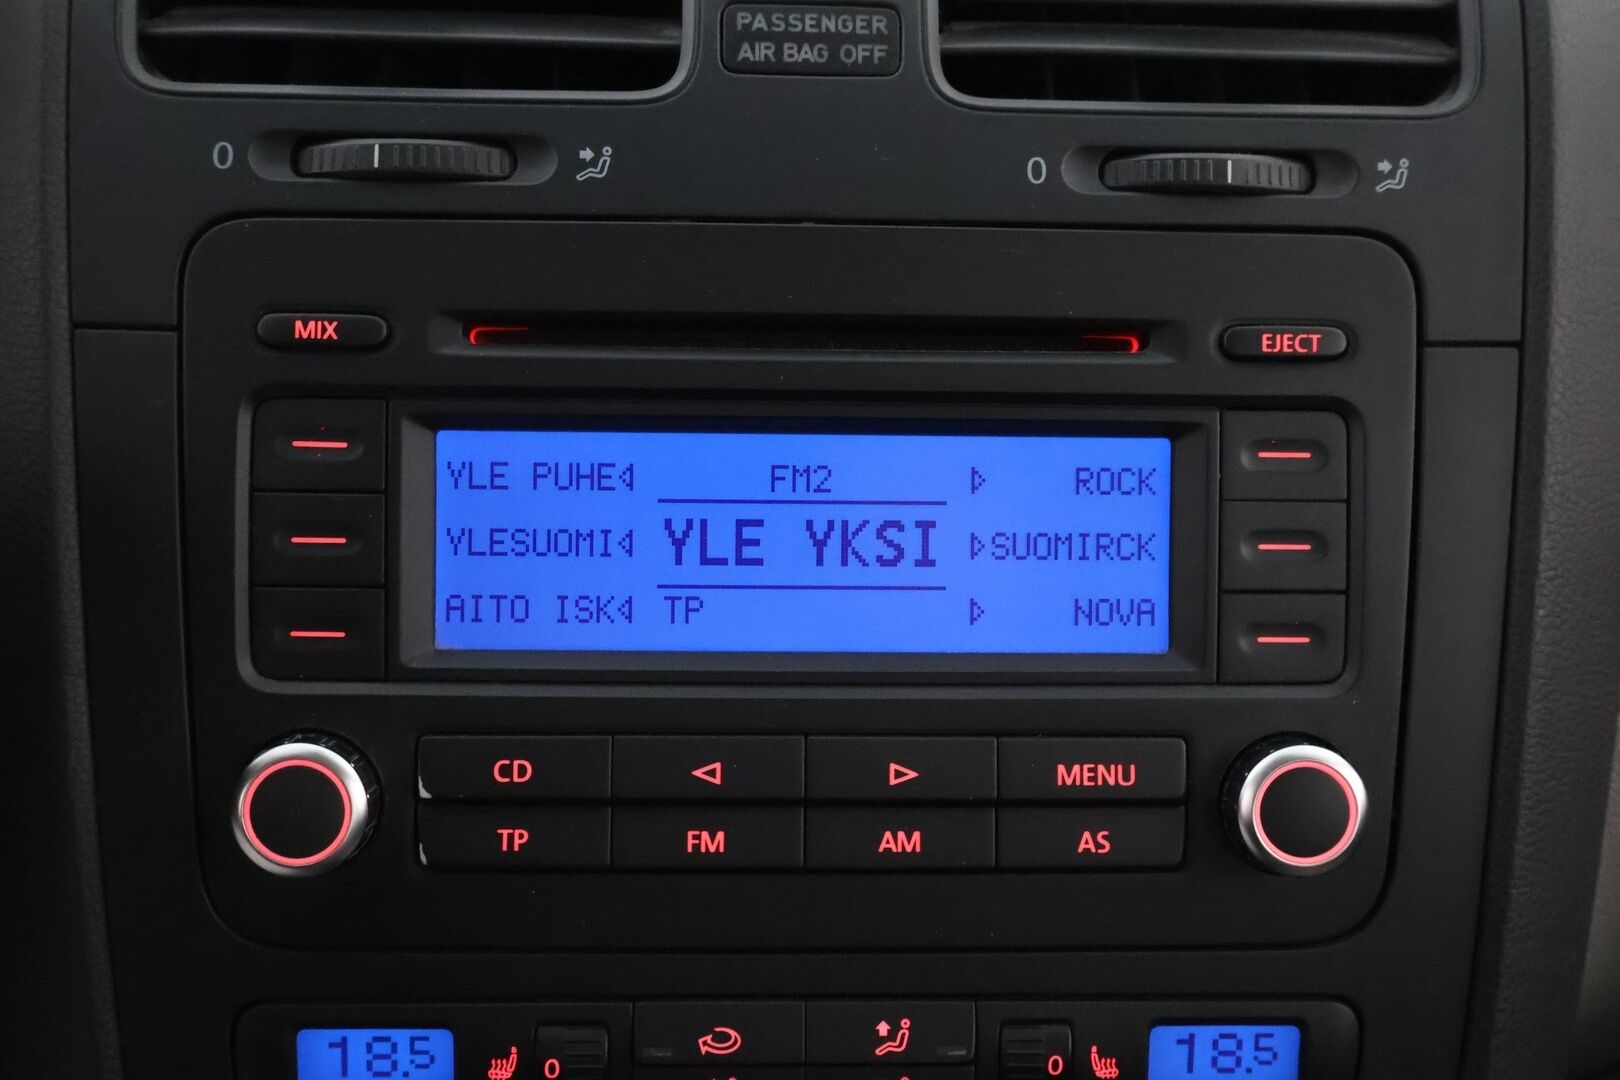 PASSENGER
AIR BAG OFF
0
0
MIX
EJECT
YLE PUHE
FM2
ROCK
YLESUOMI
YLE YKSI
SUOMIRCK
AITO ISK
TP
NOVA
CD
MENU
TP
FM
AM
AS
18.5
0
0
18.5